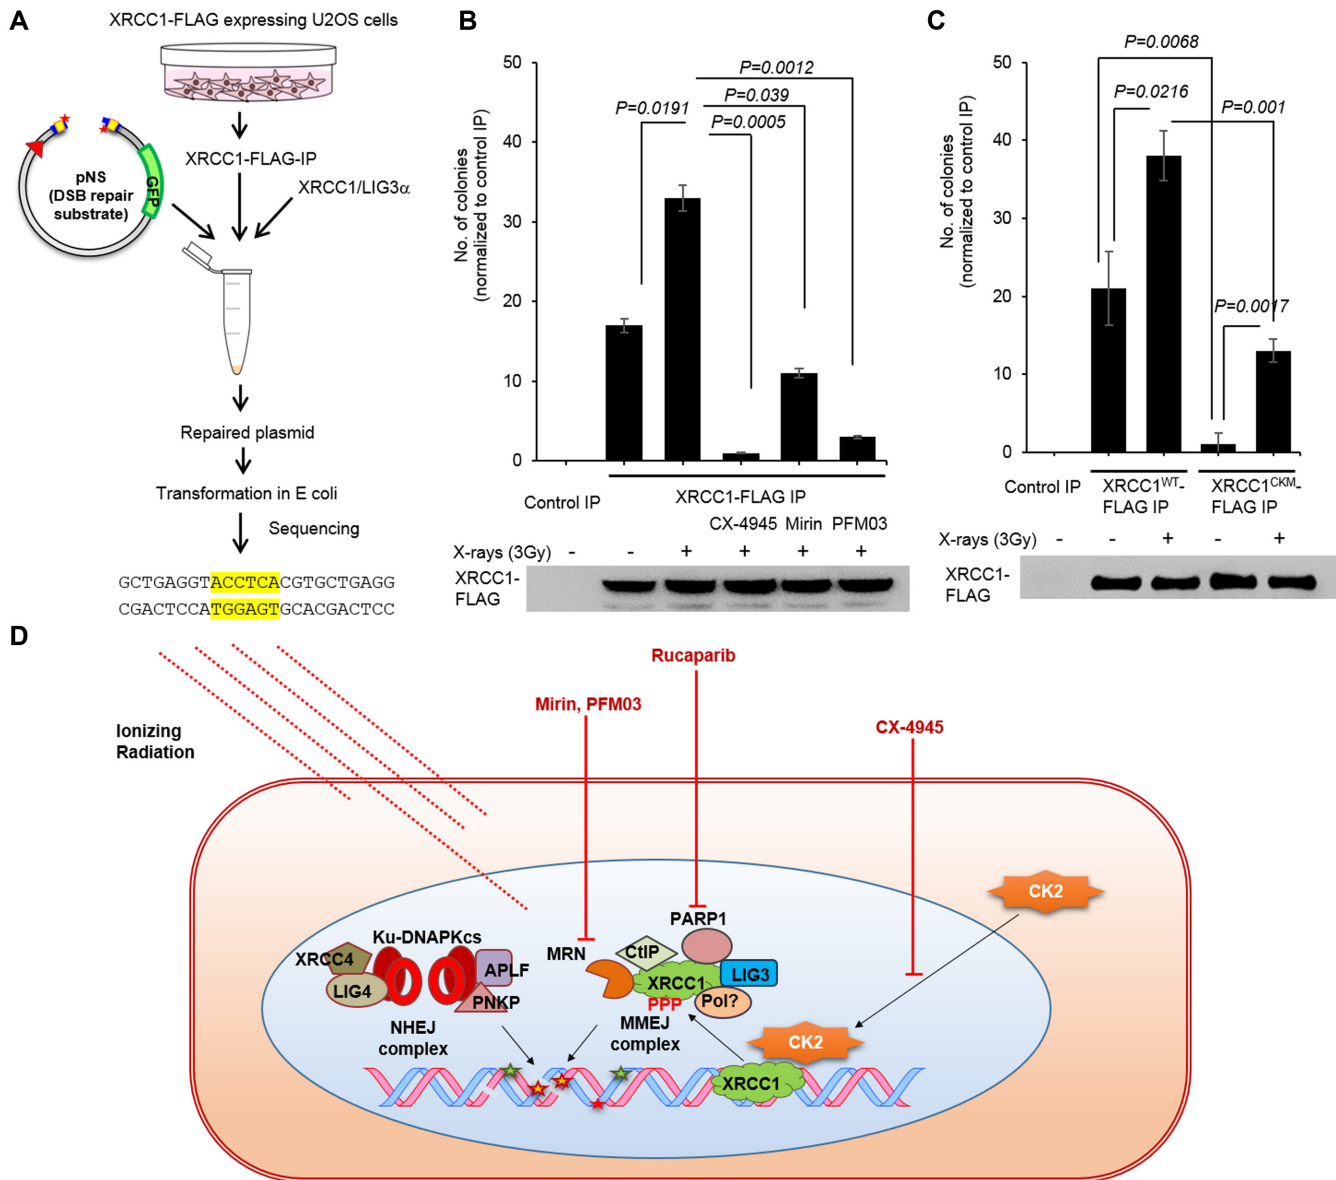 A
XRCC1-FLAG expressing U2OS cells
pNS
(DSB repair
substrate)
GFP
XRCC1-FLAG-IP
XRCC1/LIG3α
Repaired plasmid
Transformation in E coli
Sequencing
GCTGAGGTACCTCACGTGCTGAGG
CGACTCCATGGAGTGCACGACTCC
B
No. of colonies
(normalized to control IP)
50
40
30
20
10
0
P=0.0012
P=0.039
P=0.0191
P=0.0005
Control IP
XRCC1-FLAG IP
CX-4945 Mirin PFM03
X-rays (3Gy) - - + + + +
XRCC1-
FLAG
C
No. of colonies
(normalized to control IP)
50
40
30
20
10
0
P=0.0068
P=0.0216
P=0.001
P=0.0017
Control IP
XRCC1WT-
FLAG IP
XRCC1CKM-
FLAG IP
X-rays (3Gy) - - + - +
XRCC1-
FLAG
D
Rucaparib
Mirin, PFM03
CX-4945
Ionizing
Radiation
CK2
PARP1
Ku-DNAPKcs
MRN
CtIP
XRCC4
APLF
XRCC1
LIG3
LIG4
PNKP
PPP
Pol?
NHEJ
complex
MMEJ
complex
CK2
XRCC1